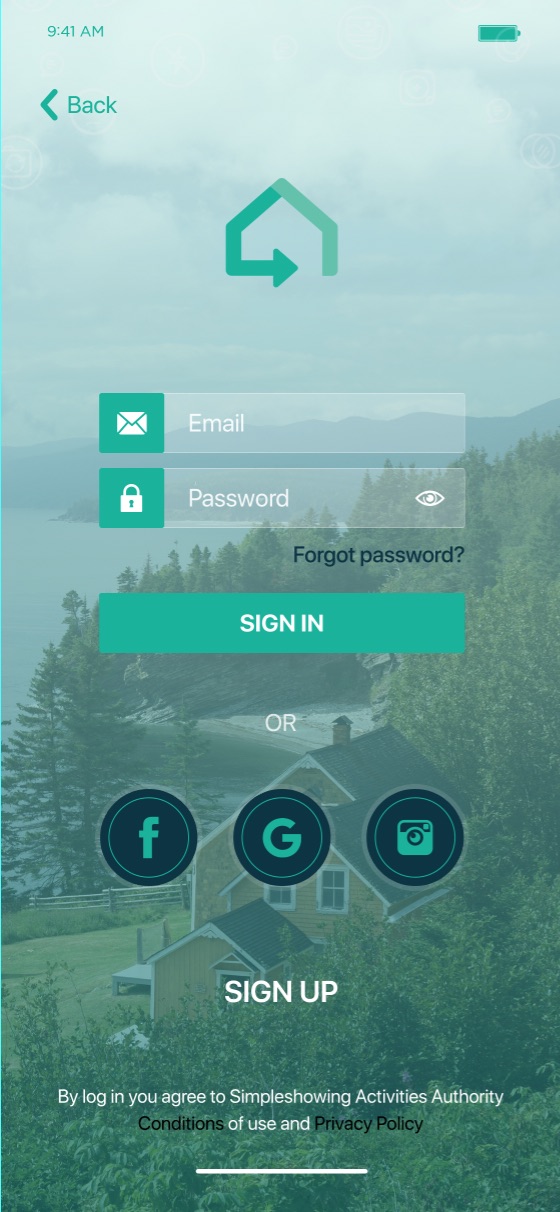 9:41 AM
Back
Email
Password
Forgot password?
SIGN IN
OR
f
G
SIGN UP
By log in you agree to Simpleshowing Activities Authority
Conditions of use and Privacy Policy